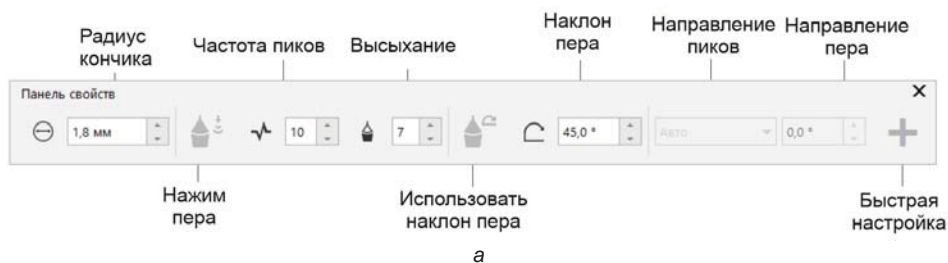 Радиус кончика
Частота пиков
Высыхание
Наклон пера
Направление пиков
Направление пера
Панель свойств
1,8 мм
10
7
45,0 °
Авто
0,0 °
Нажим пера
Использовать наклон пера
Быстрая настройка
а